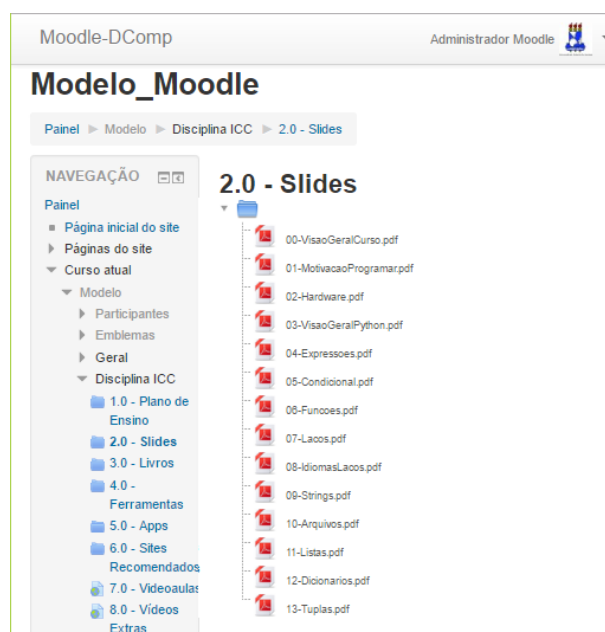 Moodle-DComp
Administrador Moodle
Modelo_Moodle
Painel
Modelo
Disciplina ICC
2.0 - Slides
NAVEGAÇÃO
Painel
Página inicial do site
Páginas do site
Curso atual
Modelo
Participantes
Emblemas
Geral
Disciplina ICC
1.0 - Plano de
Ensino
2.0 - Slides
3.0 - Livros
4.0 -
Ferramentas
5.0 - Apps
6.0 - Sites
Recomendados
7.0 - Videoaulas
8.0 - Vídeos
Extras
2.0 - Slides
00-VisaoGeralCurso.pdf
01-MotivacaoProgramar.pdf
02-Hardware.pdf
03-VisaoGeralPython.pdf
04-Expressoes.pdf
05-Condicional.pdf
06-Funcoes.pdf
07-Lacos.pdf
08-IdiomasLacos.pdf
09-Strings.pdf
10-Arquivos.pdf
11-Listas.pdf
12-Dicionarios.pdf
13-Tuplas.pdf